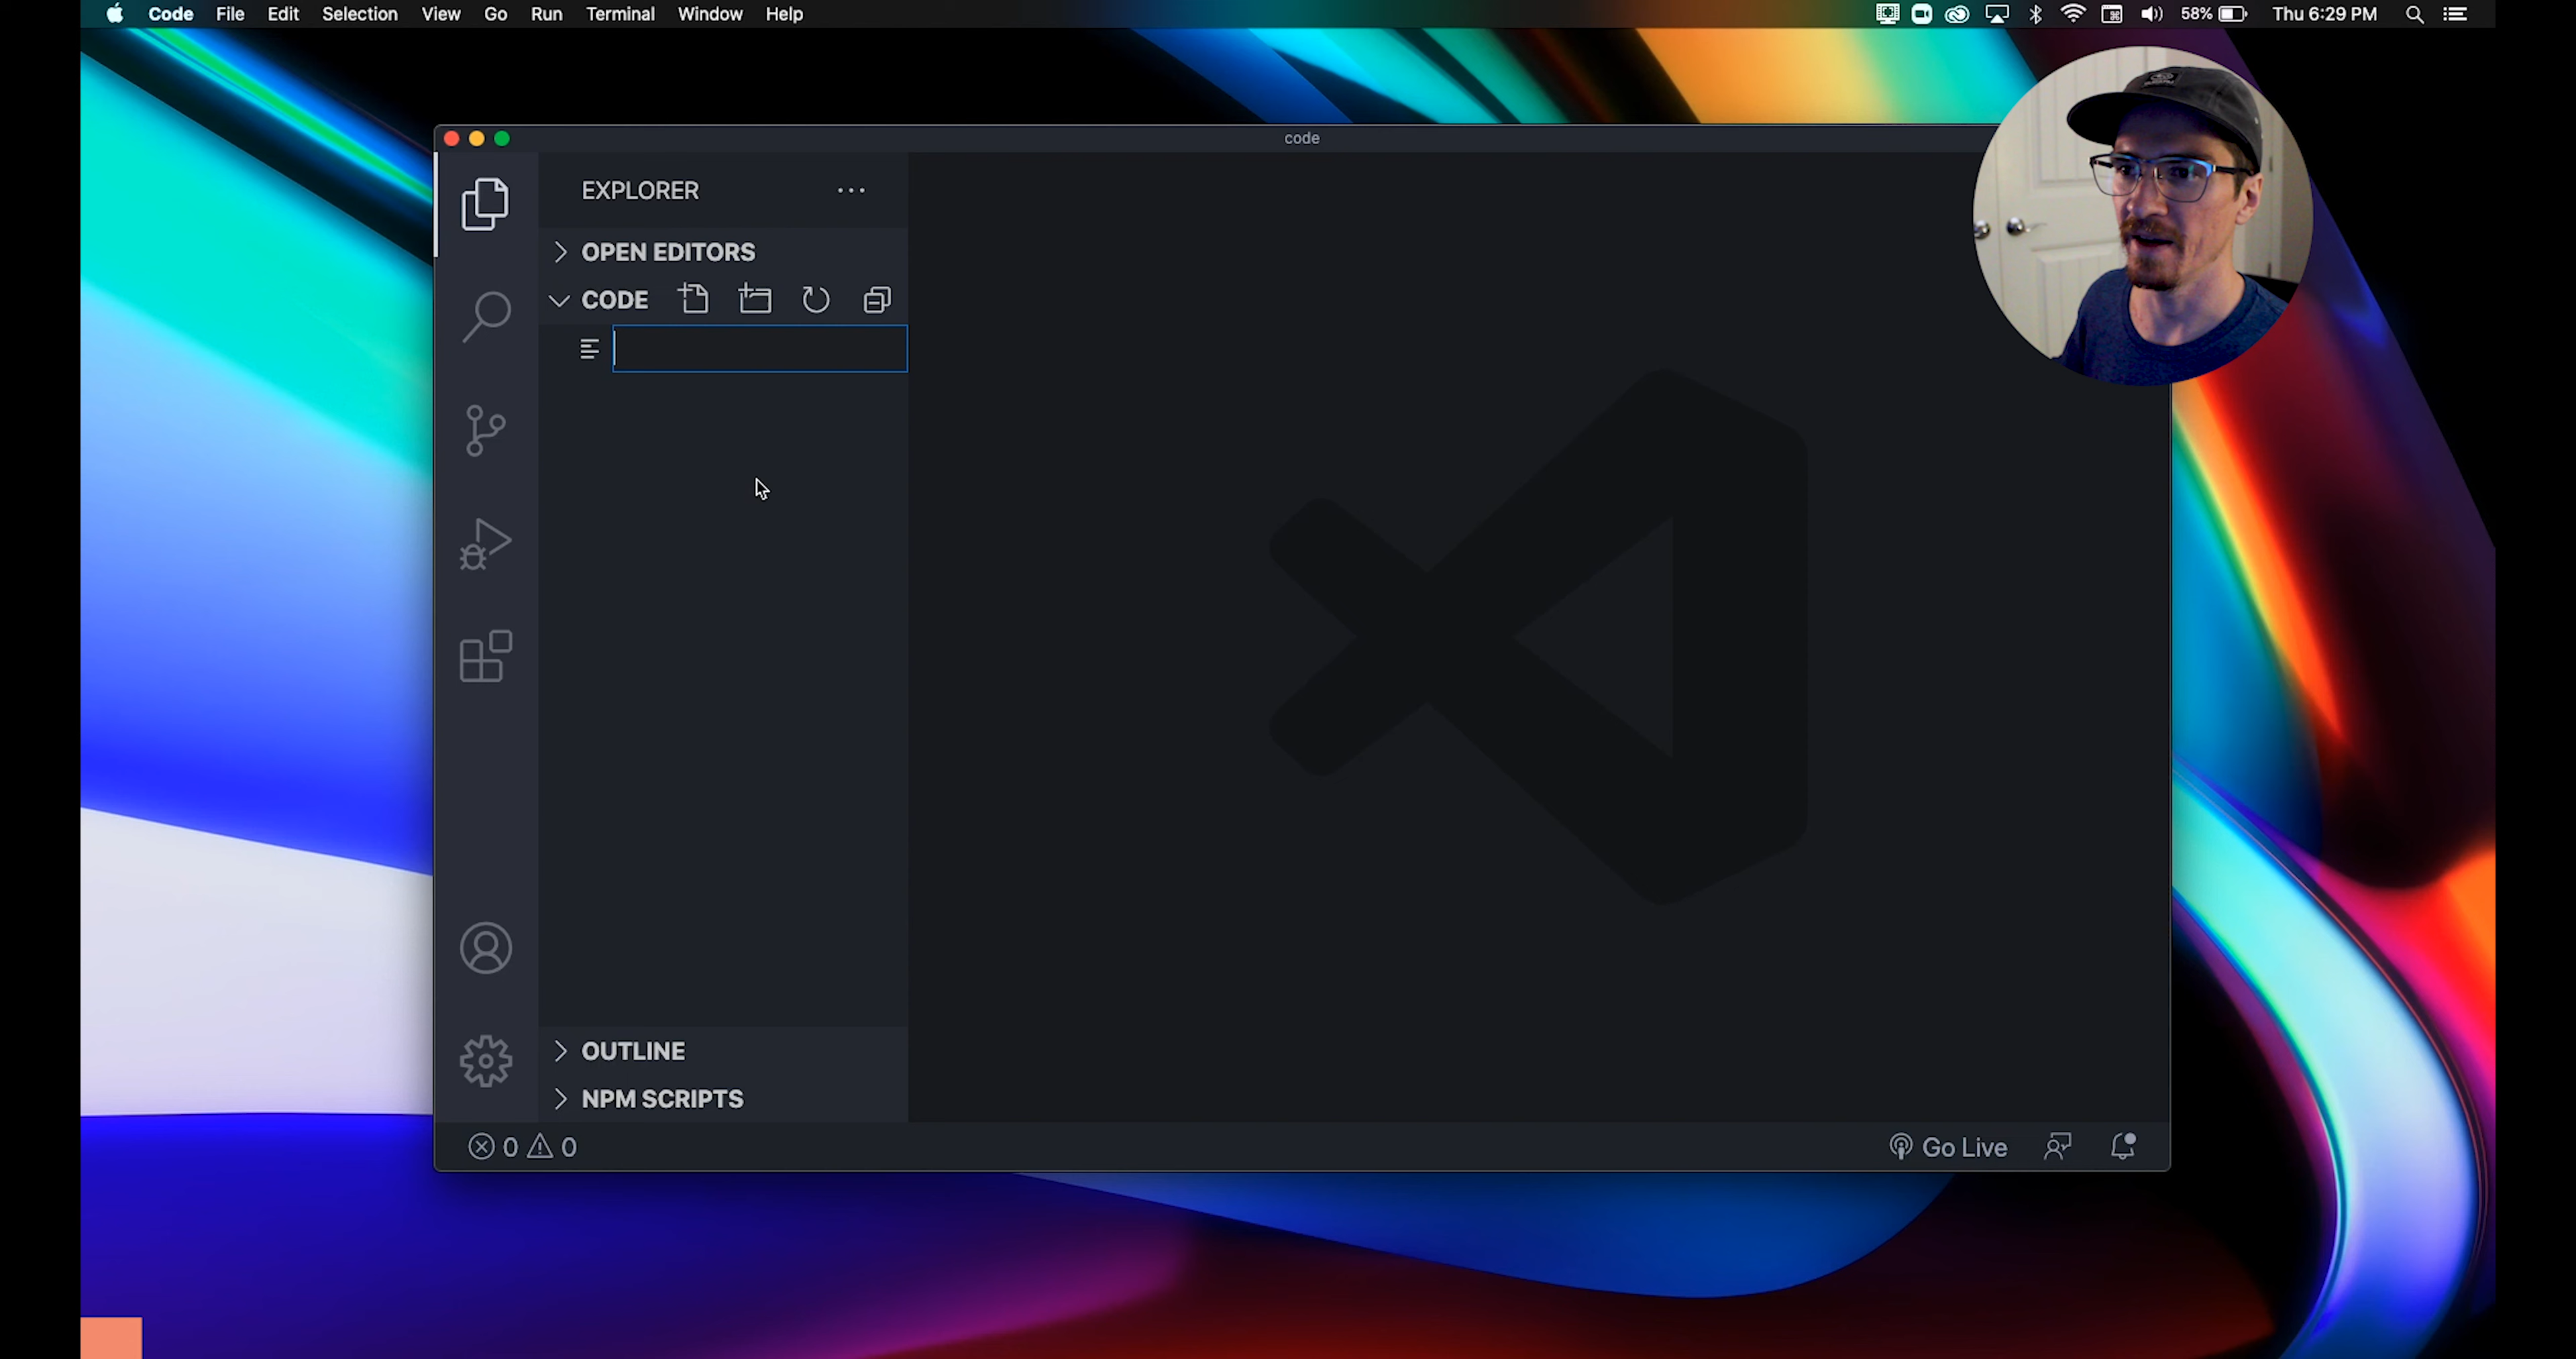 Code File Edit Selection View Go Run Terminal Window Help 58% Thu 6:29 PM
code
EXPLORER
OPEN EDITORS
CODE
OUTLINE
NPM SCRIPTS
0 0 Go Live